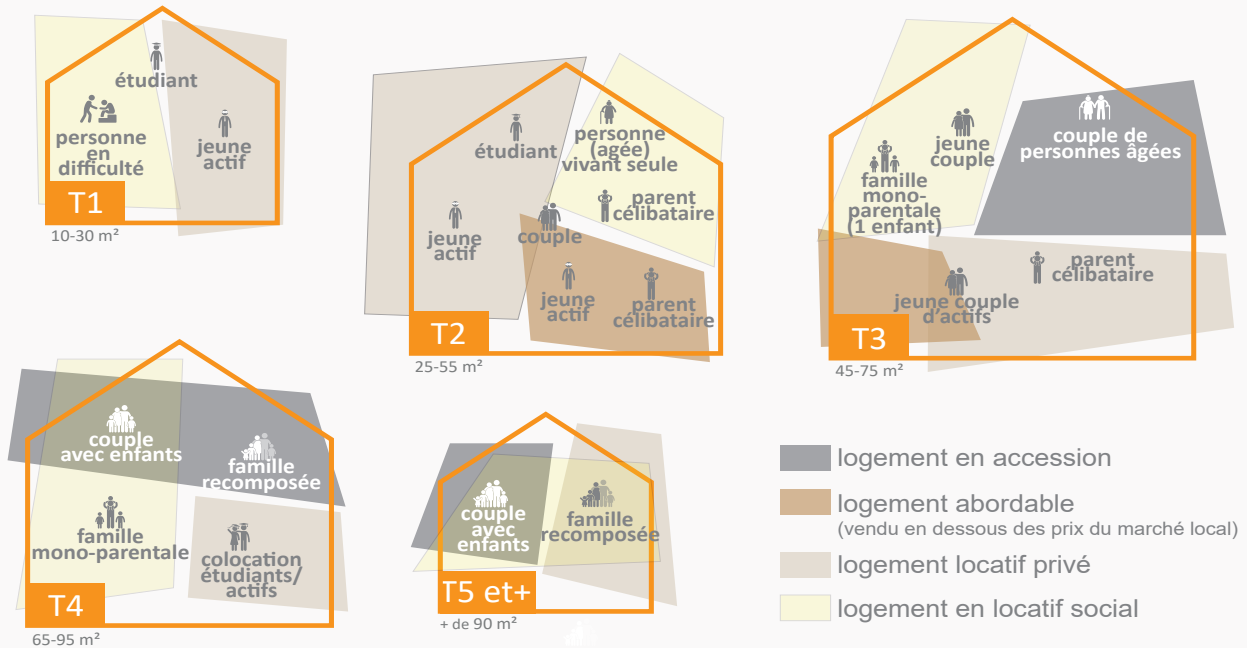 étudiant
personne
en
difficulté
jeune
actif
T1
10-30 m²
étudiant
personne
(agée)
vivant seule
parent
célibataire
jeune
actif
couple
jeune
actif
parent
célibataire
T2
25-55 m²
jeune
couple
couple de
personnes âgées
famille
mono-
parentale
(1 enfant)
parent
célibataire
jeune couple
d'actifs
T3
45-75 m²
couple
avec enfants
famille
recomposée
famille
mono-parentale
colocation
étudiants/
actifs
T4
65-95 m²
couple
avec
enfants
famille
recomposée
T5 et+
+ de 90 m²
logement en accession
logement abordable
(vendu en dessous des prix du marché local)
logement locatif privé
logement en locatif social